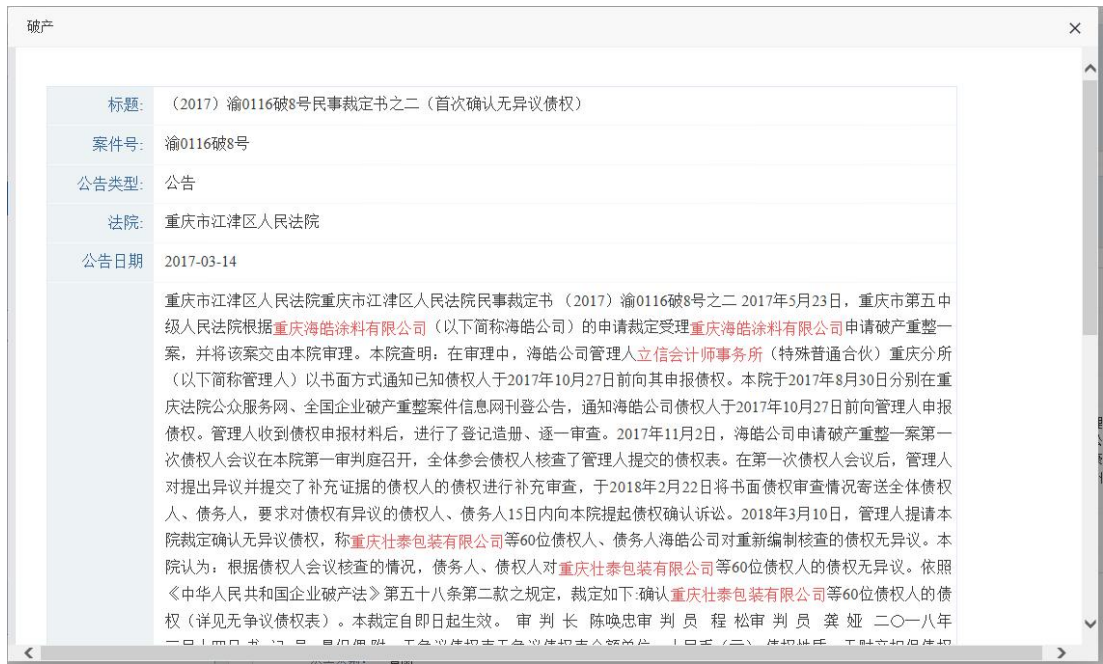 破产
标题: （2017）渝0116破8号民事裁定书之二（首次确认无异议债权）
案件号: 渝0116破8号
公告类型: 公告
法院: 重庆市江津区人民法院
公告日期 2017-03-14
重庆市江津区人民法院重庆市江津区人民法院民事裁定书 （2017）渝0116破8号之二 2017年5月23日，重庆市第五中
级人民法院根据重庆海皓涂料有限公司（以下简称海皓公司）的申请裁定受理重庆海皓涂料有限公司申请破产重整一
案，并将该案交由本院审理。本院查明：在审理中，海皓公司管理人立信会计师事务所（特殊普通合伙）重庆分所
（以下简称管理人）以书面方式通知已知债权人于2017年10月27日前向其申报债权。本院于2017年8月30日分别在重
庆法院公众服务网、全国企业破产重整案件信息网刊登公告，通知海皓公司债权人于2017年10月27日前向管理人申报
债权。管理人收到债权申报材料后，进行了登记造册、逐一审查。2017年11月2日，海皓公司申请破产重整一案第一
次债权人会议在本院第一审判庭召开，全体参会债权人核查了管理人提交的债权表。在第一次债权人会议后，管理人
对提出异议并提交了补充证据的债权人的债权进行补充审查，于2018年2月22日将书面债权审查情况寄送全体债权
人、债务人，要求对债权有异议的债权人、债务人15日内向本院提起债权确认诉讼。2018年3月10日，管理人提请本
院裁定确认无异议债权，称重庆壮泰包装有限公司等60位债权人、债务人海皓公司对重新编制核查的债权无异议。本
院认为：根据债权人会议核查的情况，债务人、债权人对重庆壮泰包装有限公司等60位债权人的债权无异议。依照
《中华人民共和国企业破产法》第五十八条第二款之规定，裁定如下:确认重庆壮泰包装有限公司等60位债权人的债
权（详见无争议债权表）。本裁定自即日起生效。 审 判 长 陈唤忠审 判 员 程 松审 判 员 龚 娅 二〇一八年